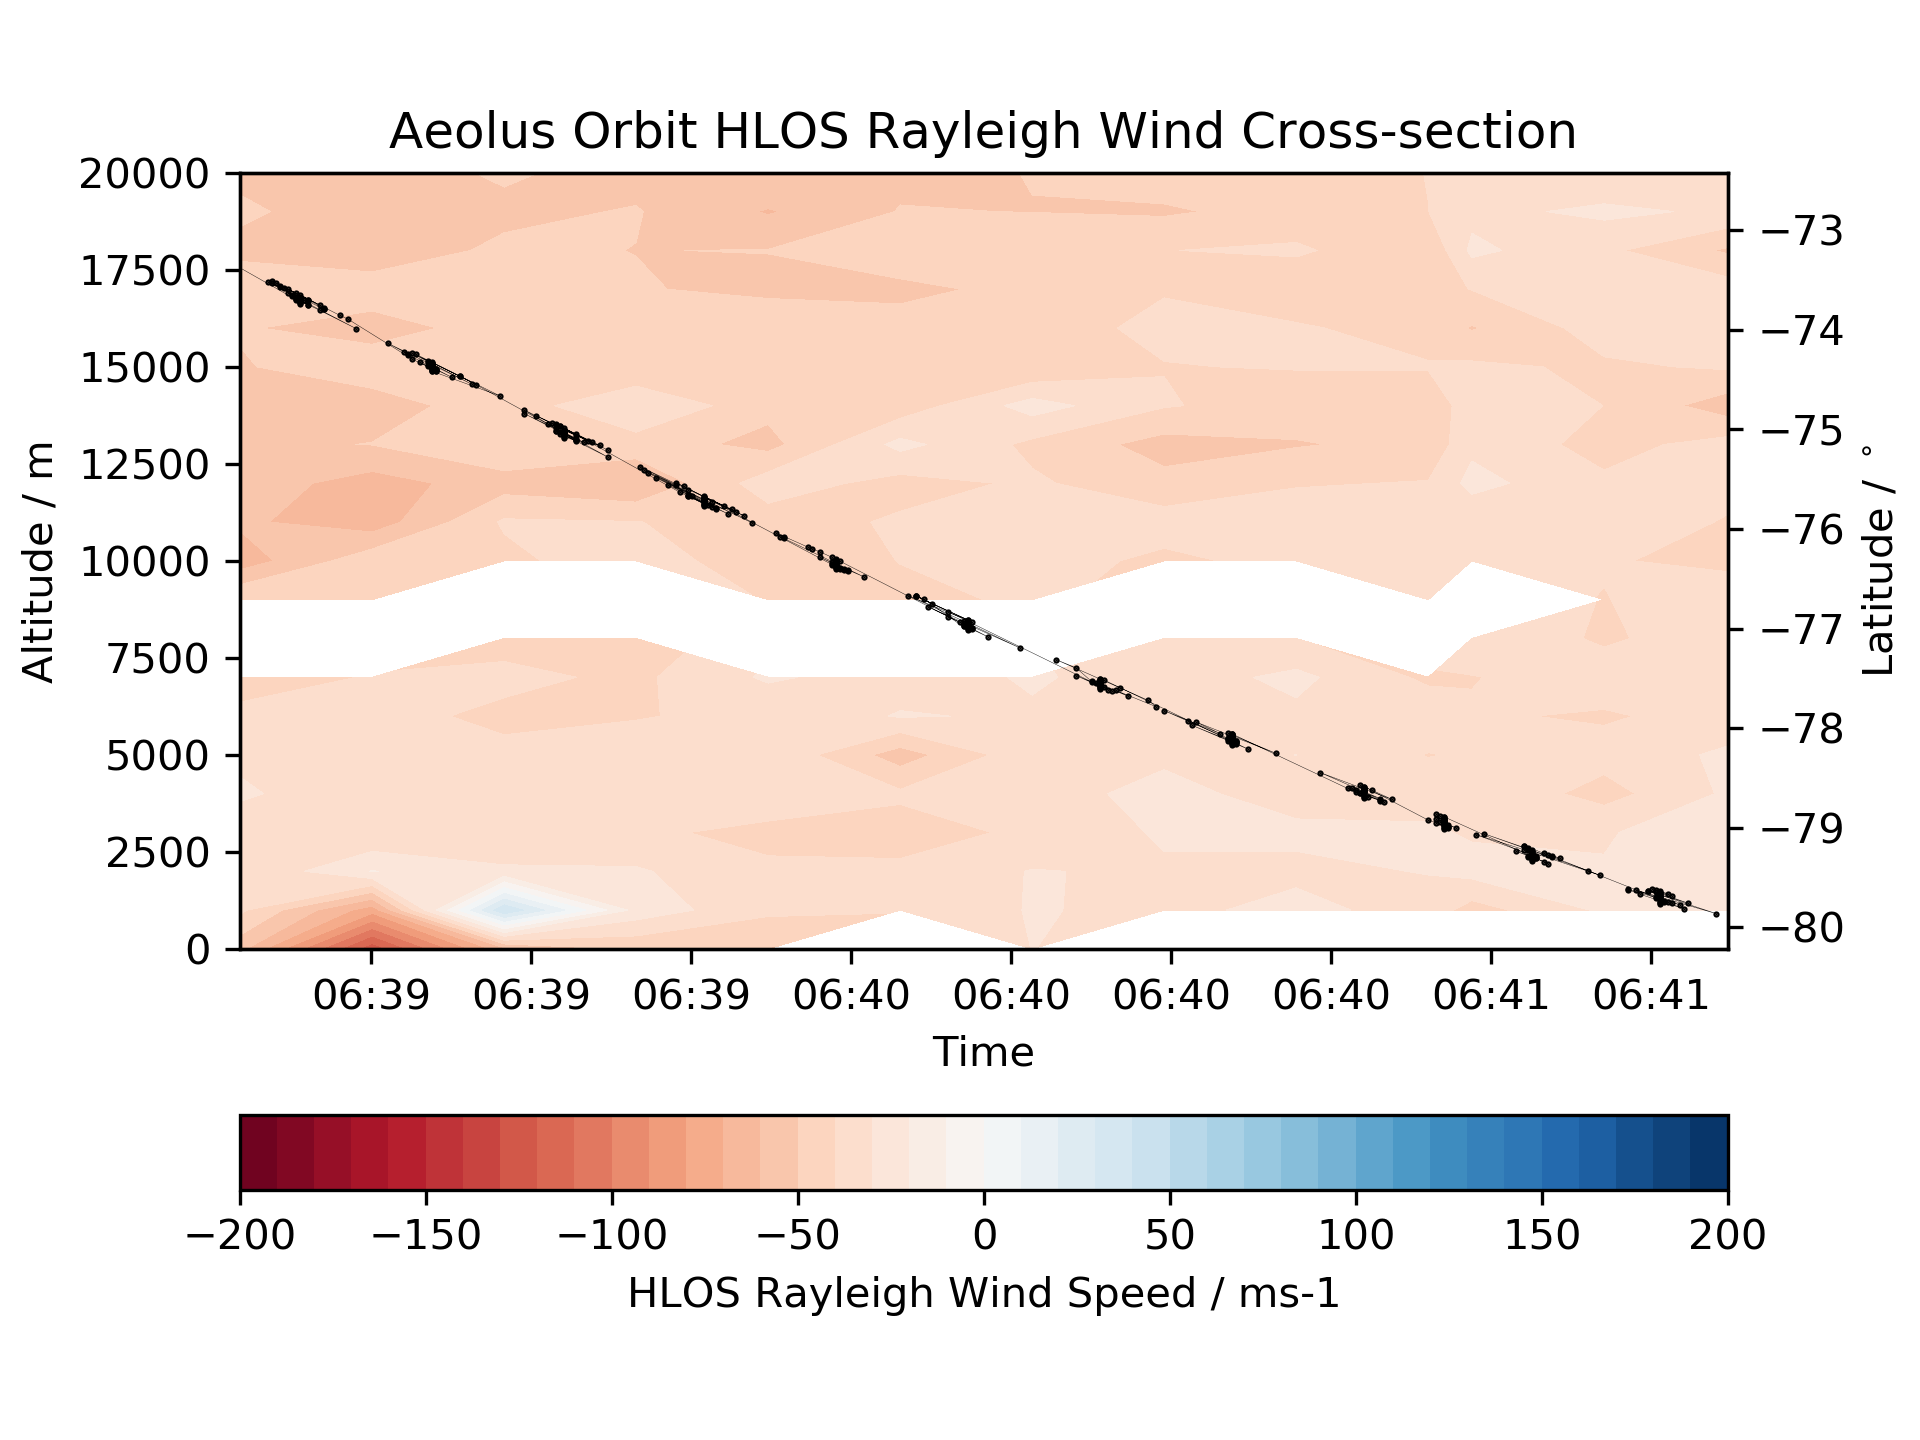 Aeolus Orbit HLOS Rayleigh Wind Cross-section
20000
17500
15000
12500
10000
7500
5000
2500
0
Altitude / m
−73
−74
−75
−76
−77
−78
−79
−80
Latitude / °
06:39 06:39 06:39 06:40 06:40 06:40 06:40 06:41 06:41
Time
−200 −150 −100 −50 0 50 100 150 200
HLOS Rayleigh Wind Speed / ms-1